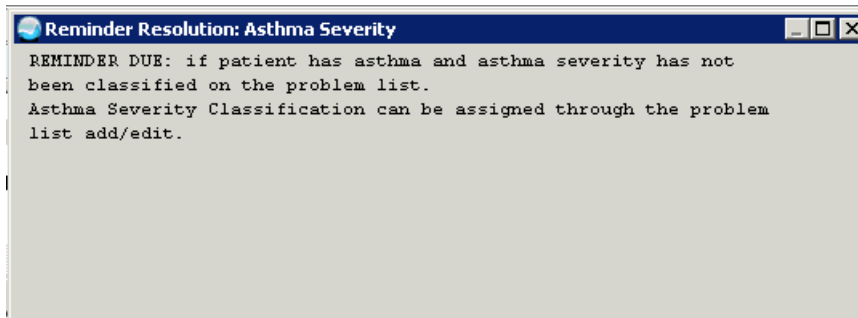 Reminder Resolution: Asthma Severity
REMINDER DUE: if patient has asthma and asthma severity has not
been classified on the problem list.
Asthma Severity Classification can be assigned through the problem
list add/edit.